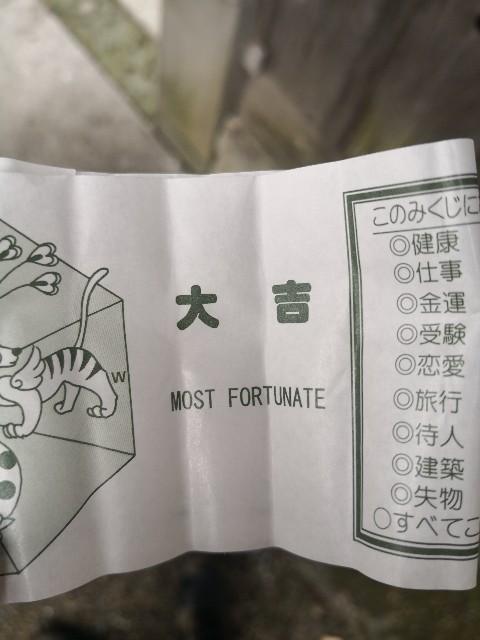 大吉
MOST FORTUNATE
W
このみくじに
◎健康
◎仕事
◎金運
◎受験
◎恋愛
◎旅行
◎待人
◎建築
◎失物
○すべてこ